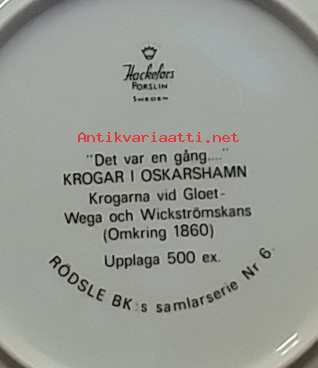 Hackefors
PORSLIN
SWEDEN
Antikvariaatti.net
"Det var en gång....."
KROGAR I OSKARSHAMN
Krogarna vid Gloet-
Wega och Wickströmskans
(Omkring 1860)
Upplaga 500 ex.
RÖDSLE BK:s samlarserie Nr 6.